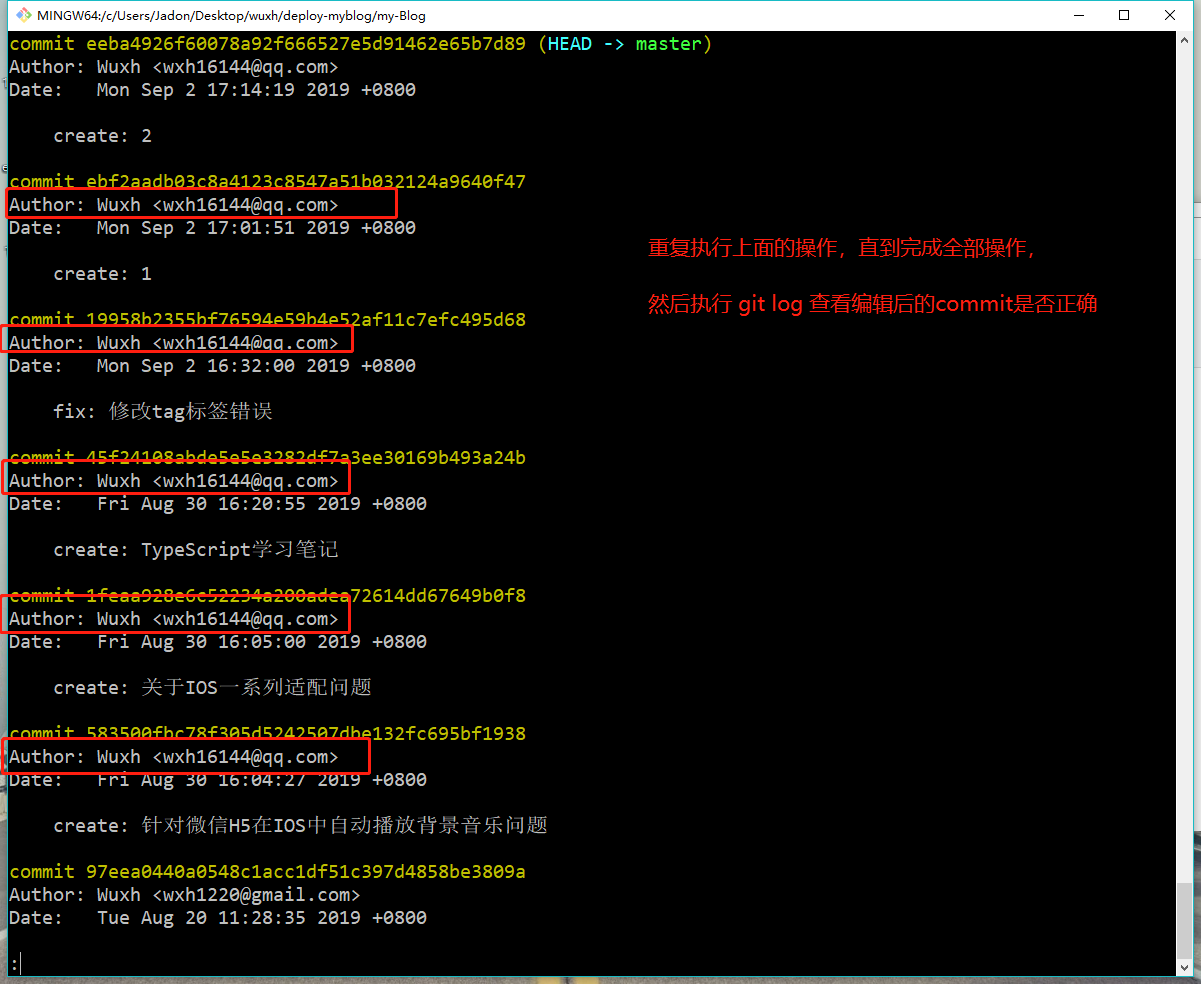 MINGW64:/c/Users/Jadon/Desktop/wuxh/deploy-myblog/my-Blog
commit eeba4926f60078a92f666527e5d91462e65b7d89 (HEAD -> master)
Author: Wuxh <wxh16144@qq.com>
Date:   Mon Sep 2 17:14:19 2019 +0800
create: 2
commit ebf2aadb03c8a4123c8547a51b032124a9640f47
Author: Wuxh <wxh16144@qq.com>
Date:   Mon Sep 2 17:01:51 2019 +0800
重复执行上面的操作，直到完成全部操作，
create: 1
然后执行 git log 查看编辑后的commit是否正确
commit 19958b2355bf76594e59b4e52af11c7efc495d68
Author: Wuxh <wxh16144@qq.com>
Date:   Mon Sep 2 16:32:00 2019 +0800
fix: 修改tag标签错误
commit 45f24108abde5e5e3282df7a3ee30169b493a24b
Author: Wuxh <wxh16144@qq.com>
Date:   Fri Aug 30 16:20:55 2019 +0800
create: TypeScript学习笔记
commit 1feaa928e6c52234a200adea72614dd67649b0f8
Author: Wuxh <wxh16144@qq.com>
Date:   Fri Aug 30 16:05:00 2019 +0800
create: 关于IOS一系列适配问题
commit 583500fbc78f305d5242507dbe132fc695bf1938
Author: Wuxh <wxh16144@qq.com>
Date:   Fri Aug 30 16:04:27 2019 +0800
create: 针对微信H5在IOS中自动播放背景音乐问题
commit 97eea0440a0548c1acc1df51c397d4858be3809a
Author: Wuxh <wxh1220@gmail.com>
Date:   Tue Aug 20 11:28:35 2019 +0800
: